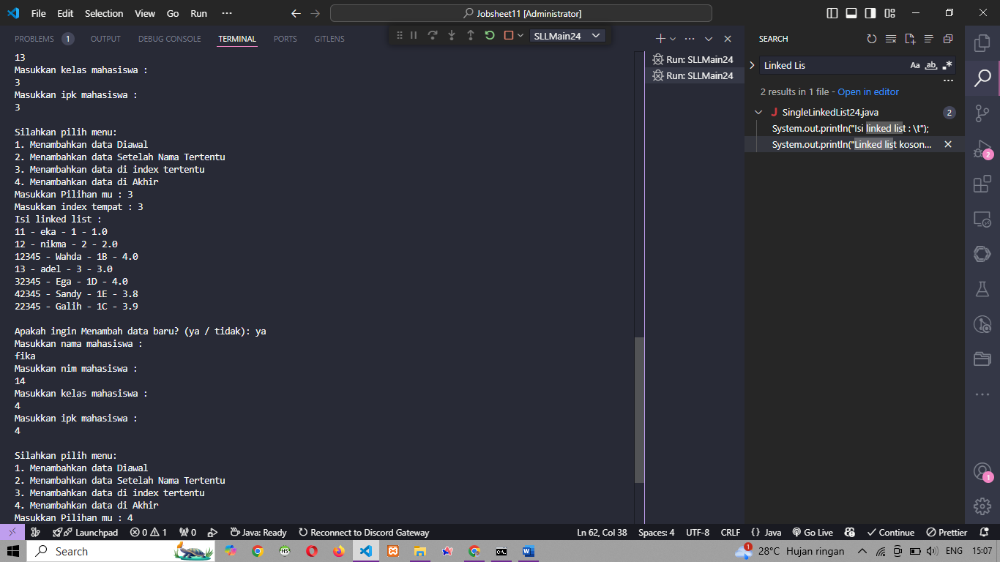 File Edit Selection View Go Run ··· Jobsheet11 [Administrator]
PROBLEMS 1 OUTPUT DEBUG CONSOLE TERMINAL PORTS GITLENS SLLMain24
13
Masukkan kelas mahasiswa :
3
Masukkan ipk mahasiswa :
3
Silahkan pilih menu:
1. Menambahkan data Diawal
2. Menambahkan data Setelah Nama Tertentu
3. Menambahkan data di index tertentu
4. Menambahkan data di Akhir
Masukkan Pilihan mu : 3
Masukkan index tempat : 3
Isi linked list :
11 - eka - 1 - 1.0
12 - nikma - 2 - 2.0
12345 - Wahda - 1B - 4.0
13 - adel - 3 - 3.0
32345 - Ega - 1D - 4.0
42345 - Sandy - 1E - 3.8
22345 - Galih - 1C - 3.9
Apakah ingin Menambah data baru? (ya / tidak): ya
Masukkan nama mahasiswa :
fika
Masukkan nim mahasiswa :
14
Masukkan kelas mahasiswa :
4
Masukkan ipk mahasiswa :
4
Silahkan pilih menu:
1. Menambahkan data Diawal
2. Menambahkan data Setelah Nama Tertentu
3. Menambahkan data di index tertentu
4. Menambahkan data di Akhir
Masukkan Pilihan mu : 4
Run: SLLMain24
Run: SLLMain24
SEARCH
Linked Lis Aa ab .*
2 results in 1 file - Open in editor
J SingleLinkedList24.java 2
System.out.println("Isi linked list : \t");
System.out.println("Linked list koson...
2
1
Launchpad 0 1 0 Java: Ready Reconnect to Discord Gateway Ln 62, Col 38 Spaces: 4 UTF-8 CRLF {} Java Go Live Continue Prettier
Search HS W 1 28°C Hujan ringan ENG 15:07